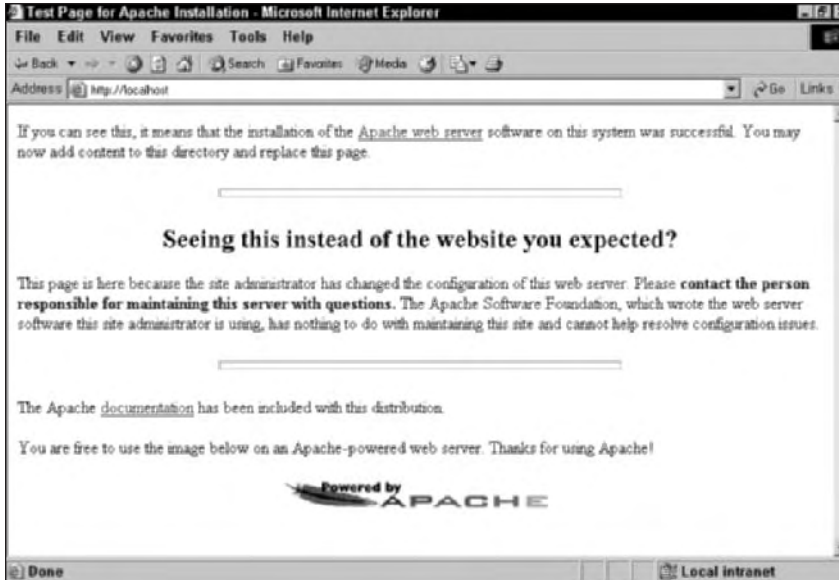 Test Page for Apache Installation - Microsoft Internet Explorer
File Edit View Favorites Tools Help
Back Search Favorites Media
Address http://localhost Go Links
If you can see this, it means that the installation of the Apache web server software on this system was successful. You may
now add content to this directory and replace this page.
Seeing this instead of the website you expected?
This page is here because the site administrator has changed the configuration of this web server. Please contact the person
responsible for maintaining this server with questions. The Apache Software Foundation, which wrote the web server
software this site administrator is using, has nothing to do with maintaining this site and cannot help resolve configuration issues.
The Apache documentation has been included with this distribution.
You are free to use the image below on an Apache-powered web server. Thanks for using Apache!
Powered by
APACHE
Done Local intranet